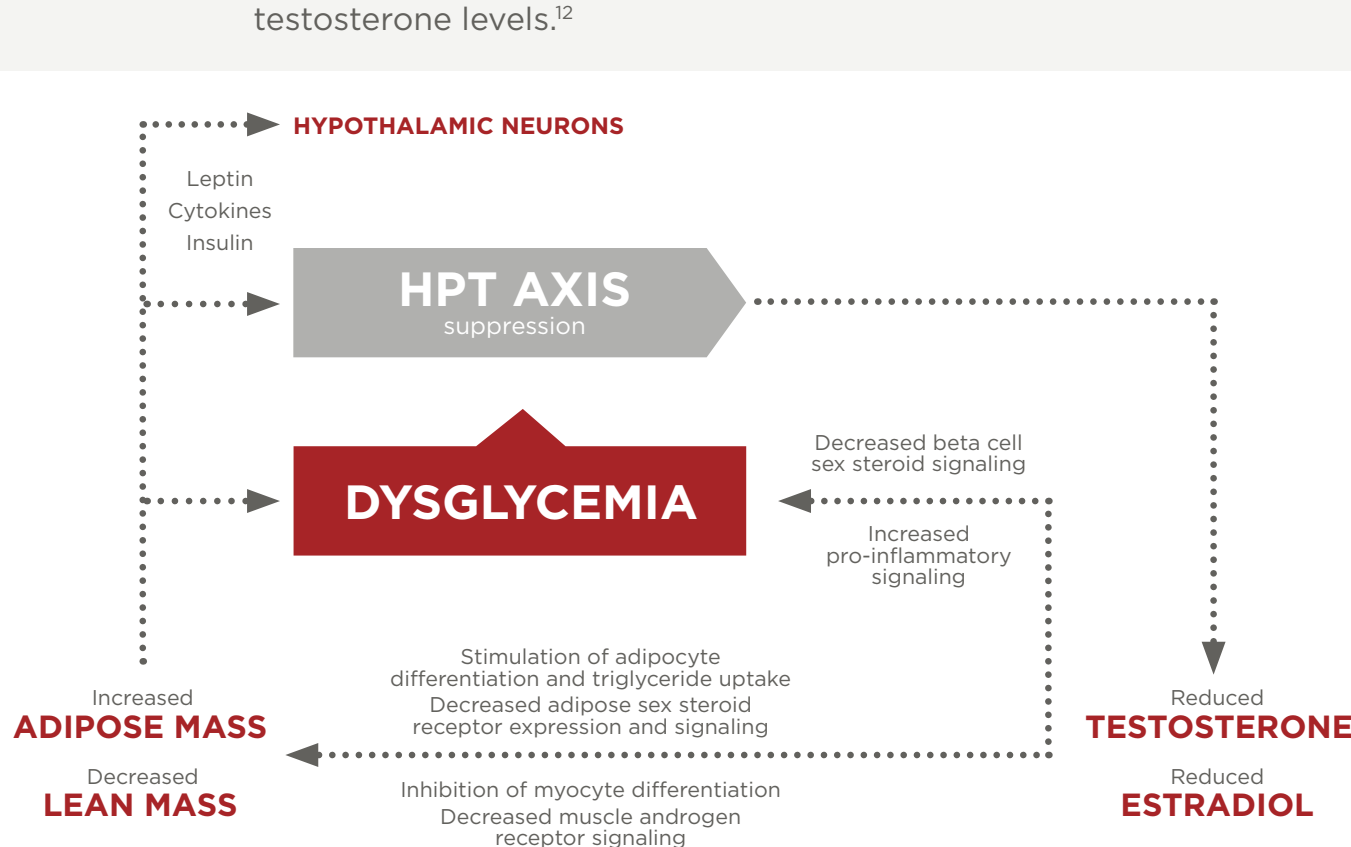 testosterone levels.12
HYPOTHALAMIC NEURONS
Leptin
Cytokines
Insulin
HPT AXIS
suppression
DYSGLYCEMIA
Decreased beta cell
sex steroid signaling
Increased
pro-inflammatory
signaling
Stimulation of adipocyte
differentiation and triglyceride uptake
Decreased adipose sex steroid
receptor expression and signaling
Increased
ADIPOSE MASS
Decreased
LEAN MASS
Inhibition of myocyte differentiation
Decreased muscle androgen
receptor signaling
Reduced
TESTOSTERONE
Reduced
ESTRADIOL